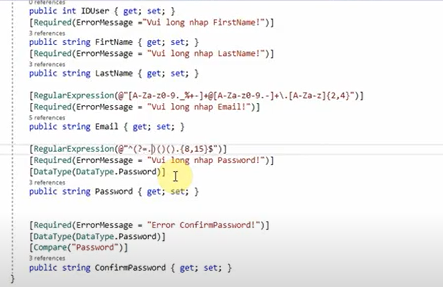 0 references
public int IDUser { get; set; }
[Required(ErrorMessage ="Vui long nhap FirstName!")]
3 references
public string FirtName { get; set; }
[Required(ErrorMessage ="Vui long nhap LastName!")]
3 references
public string LastName { get; set; }
[RegularExpression(@"[A-Za-z0-9._%+-]+@[A-Za-z0-9.-]+\.[A-Za-z]{2,4}")]
[Required(ErrorMessage ="Vui long nhap Email!")]
5 references
public string Email { get; set; }
[RegularExpression(@"^(?=.)()().{8,15}$")]
[Required(ErrorMessage = "Vui long nhap Password!")]
[DataType(DataType.Password)]
5 references
public string Password { get; set; }
[Required(ErrorMessage = "Error ConfirmPassword!")]
[DataType(DataType.Password)]
[Compare("Password")]
3 references
public string ConfirmPassword { get; set; }
}